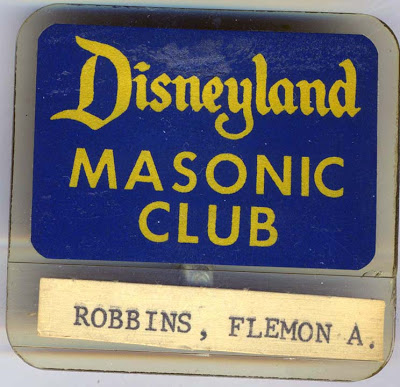 Disneyland
MASONIC
CLUB
ROBBINS, FLEMON A.